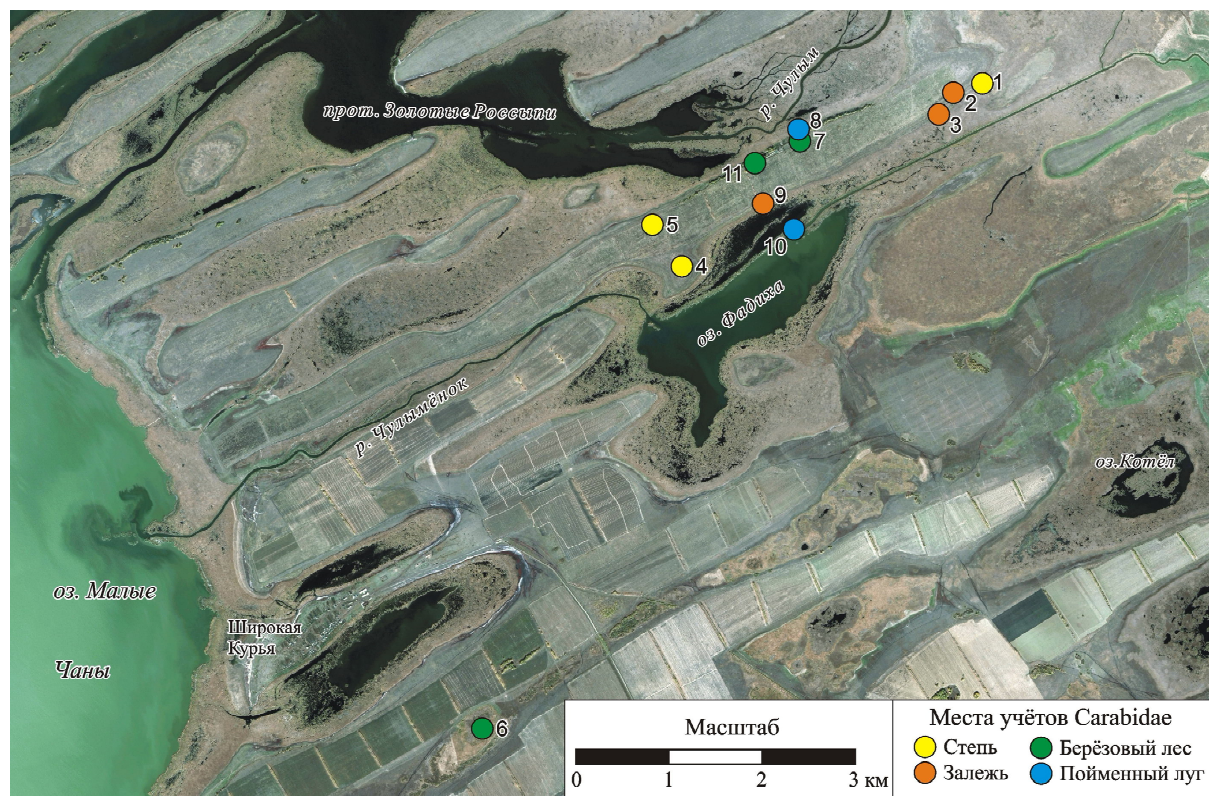 прот. Золотые Россыпи
р. Чулым
1
2
3
8
7
11
9
5
10
4
оз. Фадиха
р. Чулымёнок
оз.Котёл
оз. Малые
Чаны
Широкая
Курья
6
Масштаб
0 1 2 3 км
Места учётов Carabidae
Степь
Берёзовый лес
Залежь
Пойменный луг